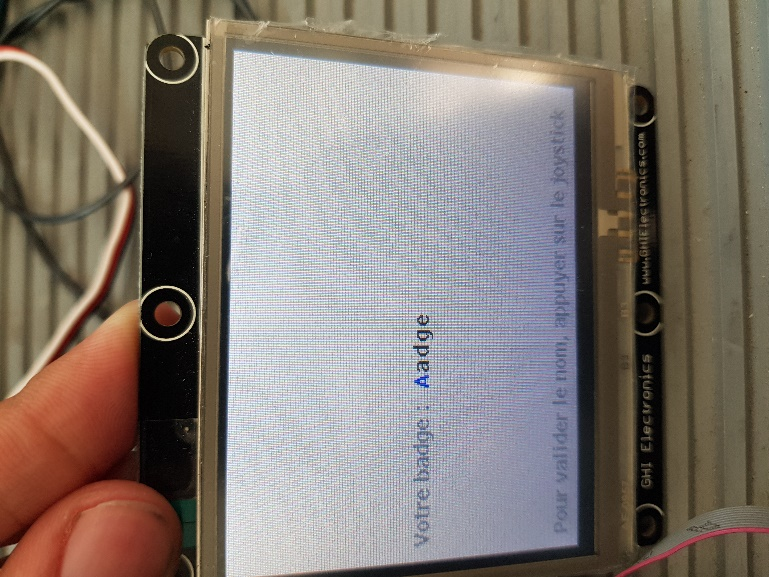 Votre badge : Aadge
Pour valider le nom, appuyer sur le joystick
GHI Electronics
www.GHIElectronics.com